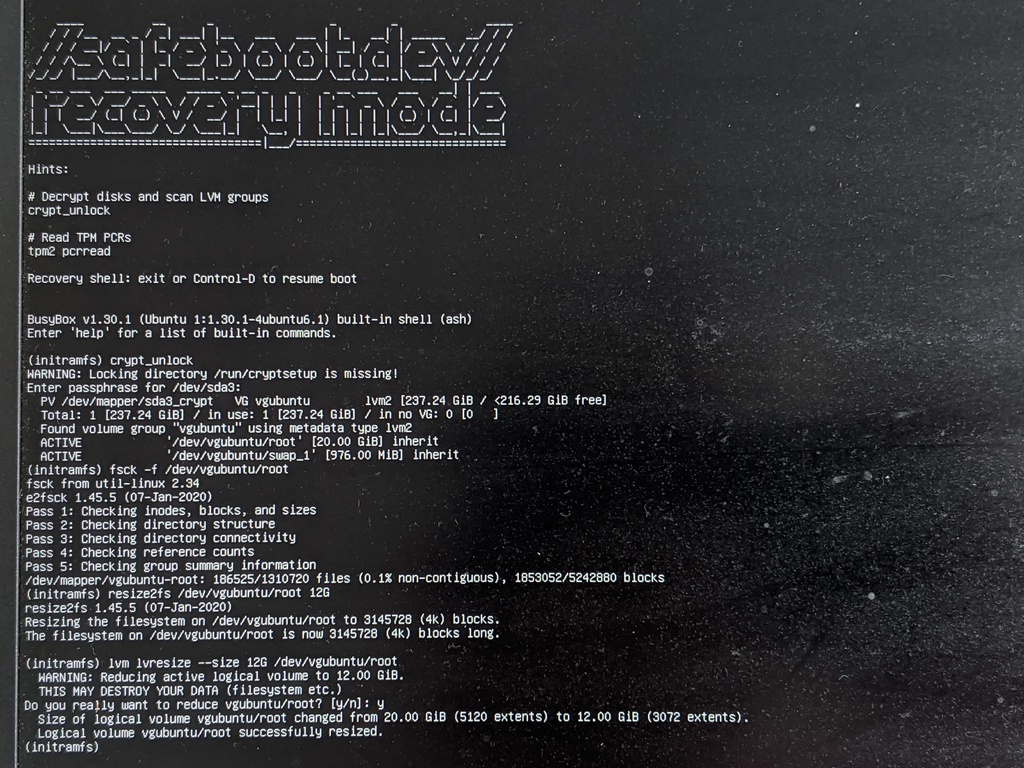 //safeboot.dev//
recovery mode
Hints:
# Decrypt disks and scan LVM groups
crypt_unlock
# Read TPM PCRs
tpm2 pcrread
Recovery shell: exit or Control-D to resume boot
BusyBox v1.30.1 (Ubuntu 1:1.30.1-4ubuntu6.1) built-in shell (ash)
Enter 'help' for a list of built-in commands.
(initramfs) crypt_unlock
WARNING: Locking directory /run/cryptsetup is missing!
Enter passphrase for /dev/sda3:
PV /dev/mapper/sda3_crypt VG vgubuntu lvm2 [237.24 GiB / <216.29 GiB free]
Total: 1 [237.24 GiB] / in use: 1 [237.24 GiB] / in no VG: 0 [0 ]
Found volume group "vgubuntu" using metadata type lvm2
ACTIVE '/dev/vgubuntu/root' [20.00 GiB] inherit
ACTIVE '/dev/vgubuntu/swap_1' [976.00 MiB] inherit
(initramfs) fsck -f /dev/vgubuntu/root
fsck from util-linux 2.34
e2fsck 1.45.5 (07-Jan-2020)
Pass 1: Checking inodes, blocks, and sizes
Pass 2: Checking directory structure
Pass 3: Checking directory connectivity
Pass 4: Checking reference counts
Pass 5: Checking group summary information
/dev/mapper/vgubuntu-root: 186525/1310720 files (0.1% non-contiguous), 1853052/5242880 blocks
(initramfs) resize2fs /dev/vgubuntu/root 12G
resize2fs 1.45.5 (07-Jan-2020)
Resizing the filesystem on /dev/vgubuntu/root to 3145728 (4k) blocks.
The filesystem on /dev/vgubuntu/root is now 3145728 (4k) blocks long.
(initramfs) lvm lvresize --size 12G /dev/vgubuntu/root
WARNING: Reducing active logical volume to 12.00 GiB.
THIS MAY DESTROY YOUR DATA (filesystem etc.)
Do you really want to reduce vgubuntu/root? [y/n]: y
Size of logical volume vgubuntu/root changed from 20.00 GiB (5120 extents) to 12.00 GiB (3072 extents).
Logical volume vgubuntu/root successfully resized.
(initramfs)